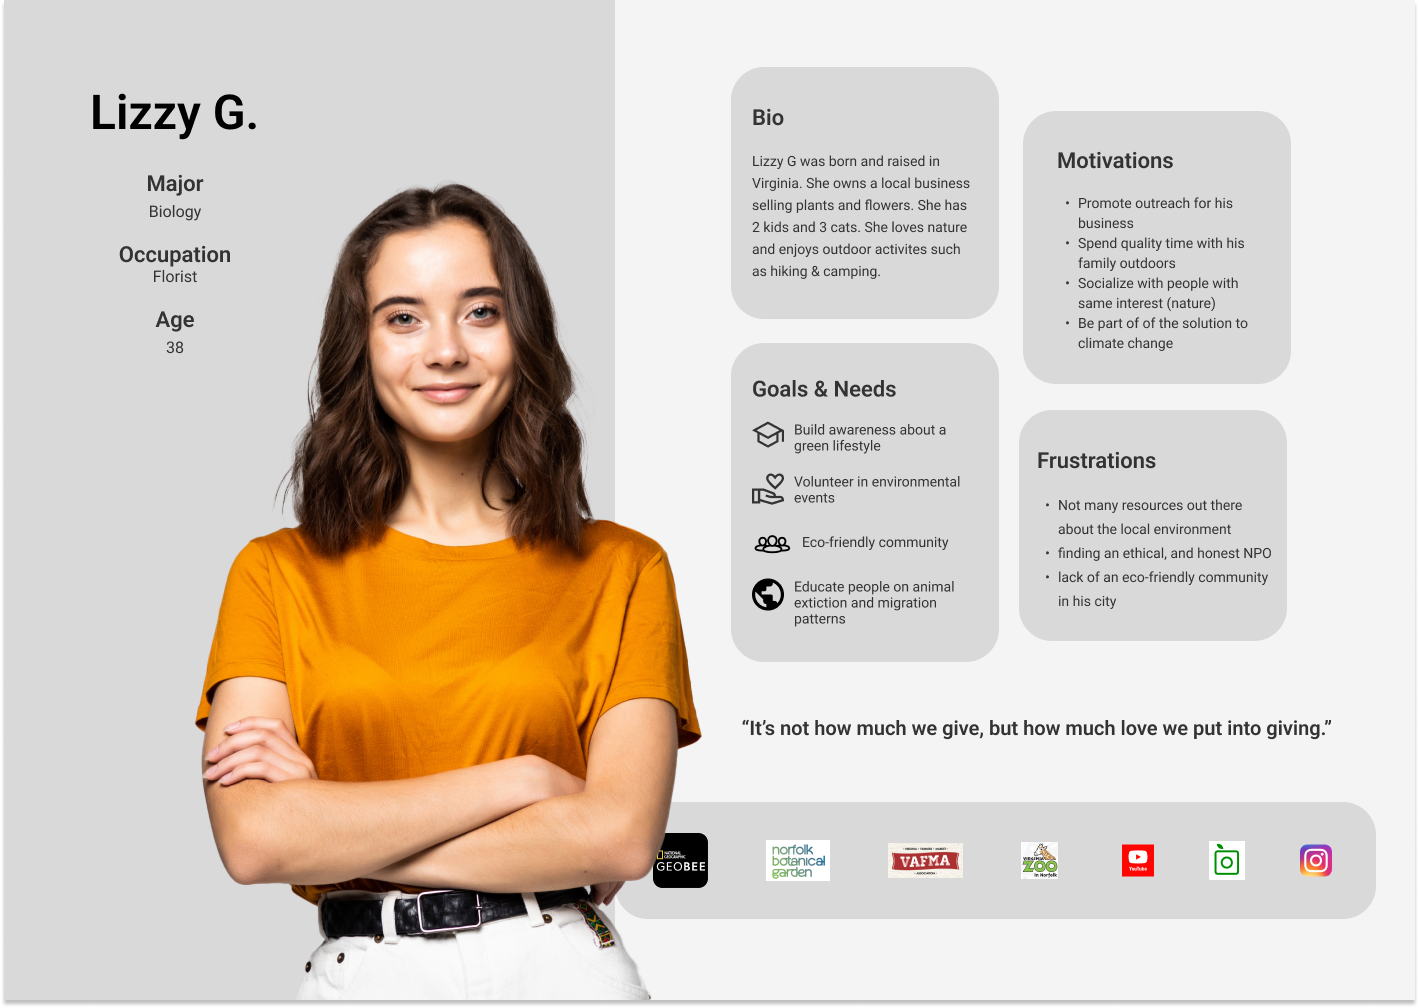 Lizzy G.
Major
Biology
Occupation
Florist
Age
38
Bio
Lizzy G was born and raised in
Virginia. She owns a local business
selling plants and flowers. She has
2 kids and 3 cats. She loves nature
and enjoys outdoor activites such
as hiking & camping.
Motivations
• Promote outreach for his
business
• Spend quality time with his
family outdoors
• Socialize with people with
same interest (nature)
• Be part of of the solution to
climate change
Goals & Needs
Build awareness about a
green lifestyle
Volunteer in environmental
events
Eco-friendly community
Educate people on animal
extiction and migration
patterns
Frustrations
• Not many resources out there
about the local environment
• finding an ethical, and honest NPO
• lack of an eco-friendly community
in his city
“It’s not how much we give, but how much love we put into giving.”
NATIONAL
GEOGRAPHIC
GEOBEE
norfolk
botanical
garden
VIRGINIA • FARMERS • MARKET
VAFMA
ASSOCIATION
VIRGINIA
ZOO
in Norfolk
YouTube